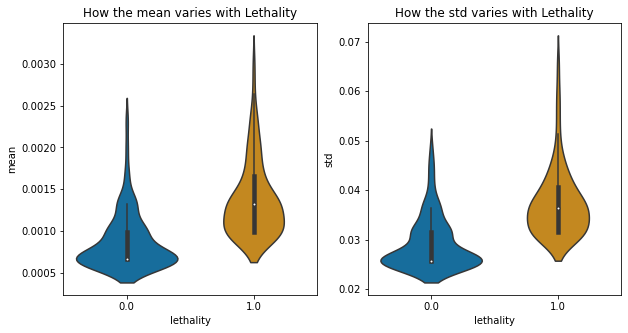 How the mean varies with Lethality
mean
0.0030
0.0025
0.0020
0.0015
0.0010
0.0005
0.0
1.0
lethality
How the std varies with Lethality
std
0.07
0.06
0.05
0.04
0.03
0.02
0.0
1.0
lethality